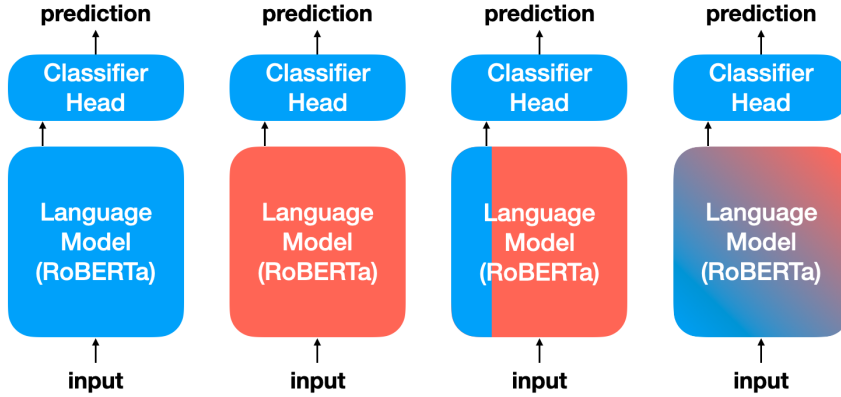 prediction
Classifier
Head
Language
Model
(RoBERTa)
input
prediction
Classifier
Head
Language
Model
(RoBERTa)
input
prediction
Classifier
Head
Language
Model
(RoBERTa)
input
prediction
Classifier
Head
Language
Model
(RoBERTa)
input